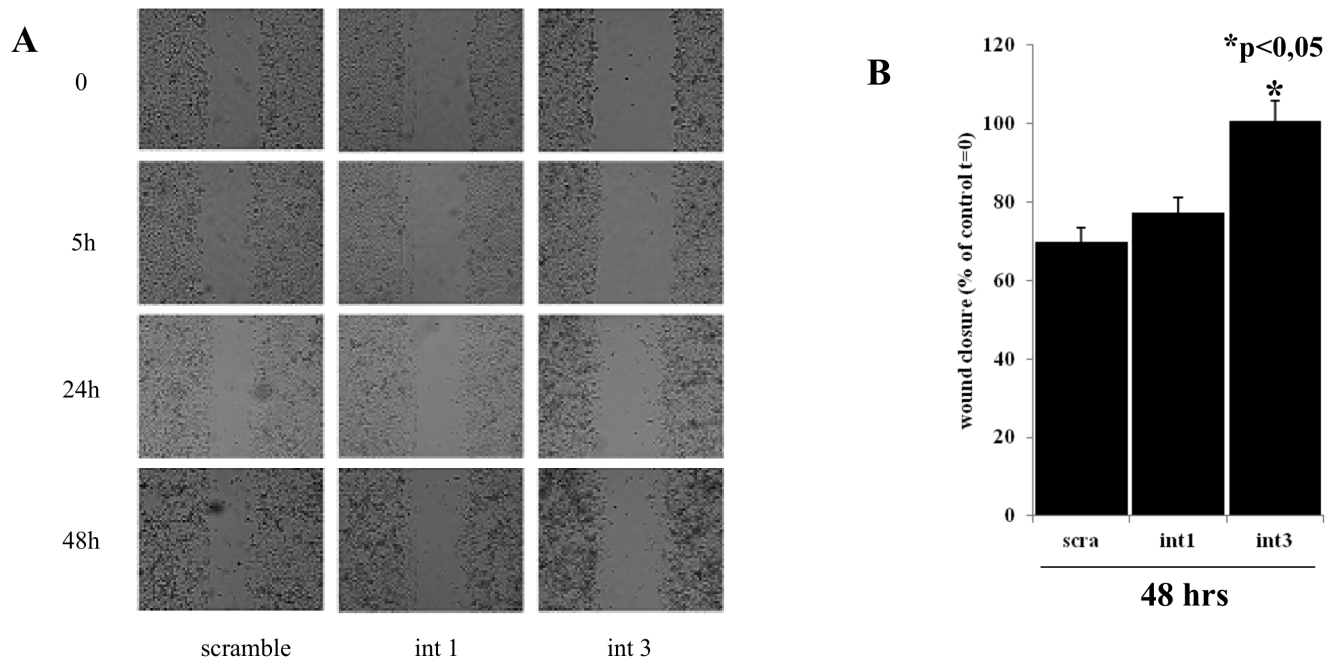 A
0
5h
24h
48h
scramble
int 1
int 3
B
*p<0,05
*
wound closure (% of control t=0)
120
100
80
60
40
20
0
scra
int1
int3
48 hrs